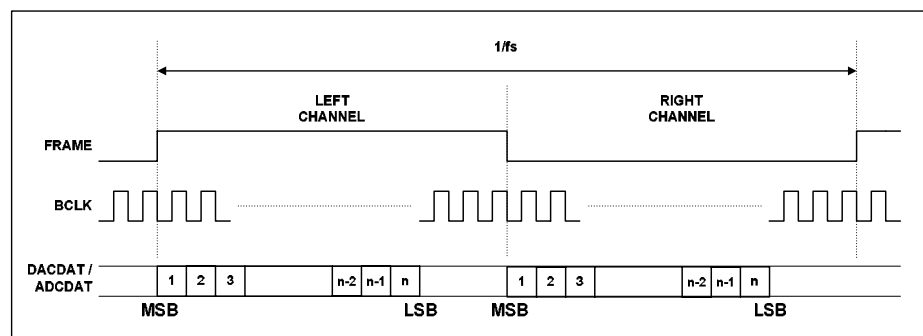 1/fs
LEFT
CHANNEL
RIGHT
CHANNEL
FRAME
BCLK
DACDAT /
ADCDAT
1 2 3 n-2 n-1 n 1 2 3 n-2 n-1 n
MSB LSB MSB LSB